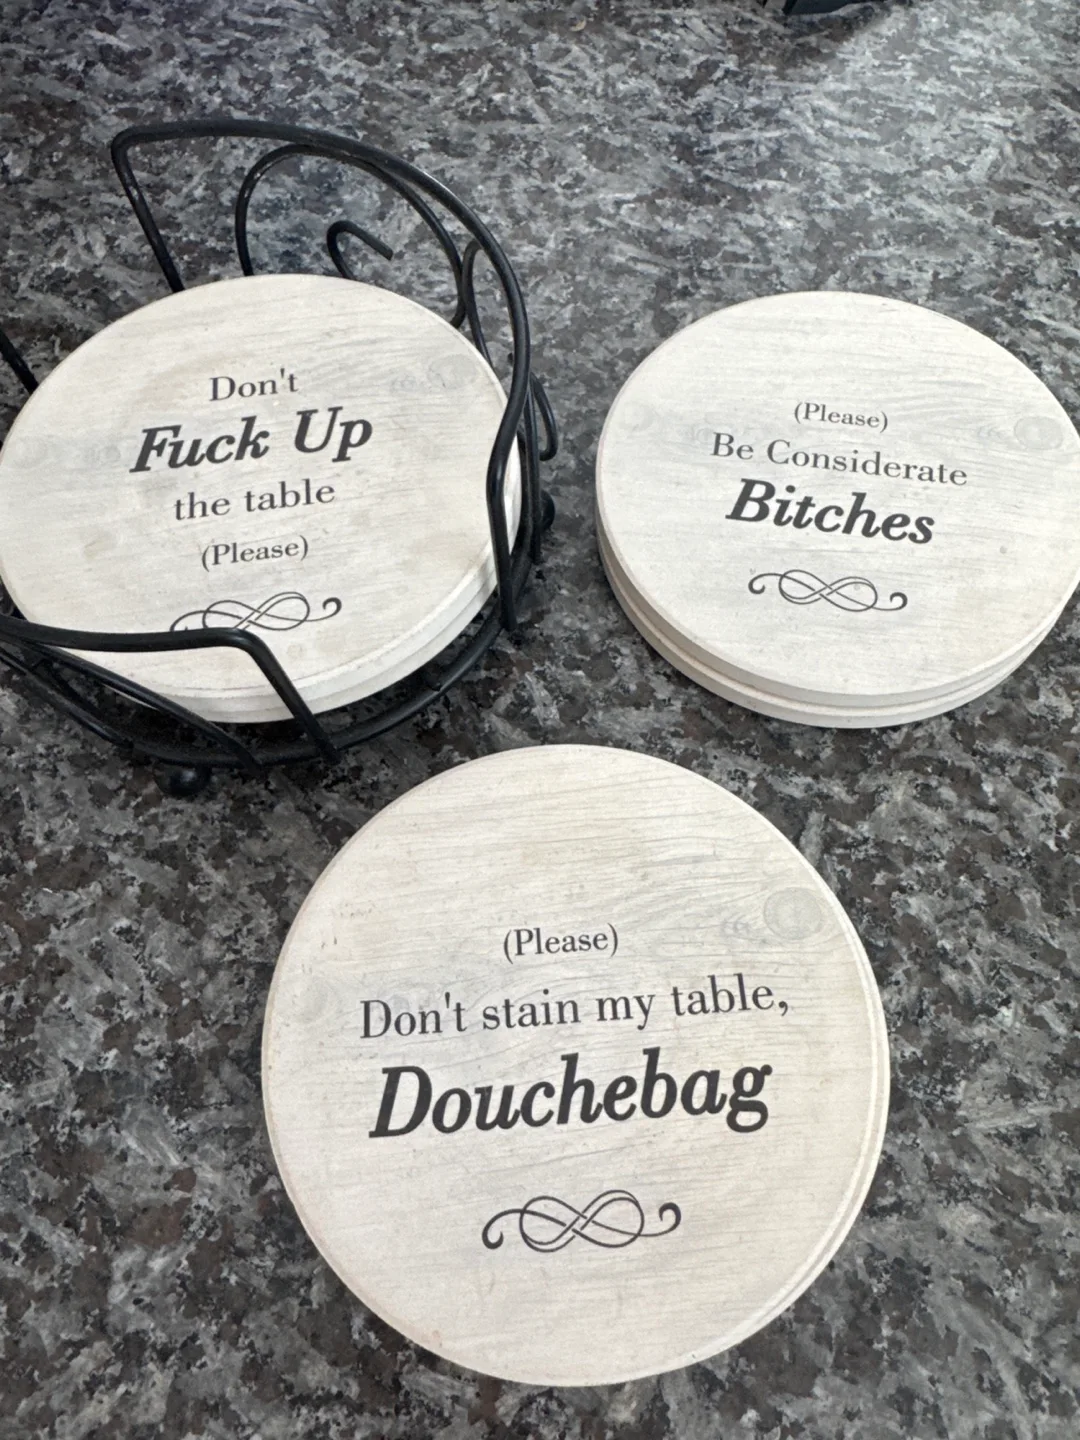 Don't
Fuck Up
the table
(Please)
(Please)
Be Considerate
Bitches
(Please)
Don't stain my table,
Douchebag